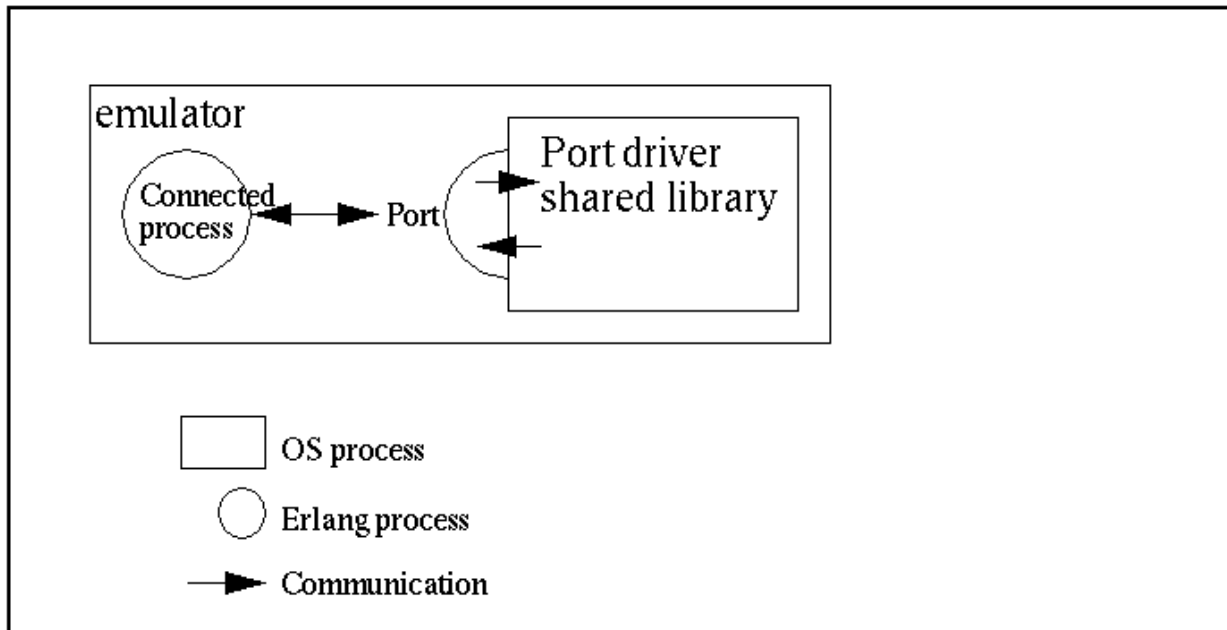 emulator
Connected
process
Port
Port driver
shared library
OS process
Erlang process
Communication